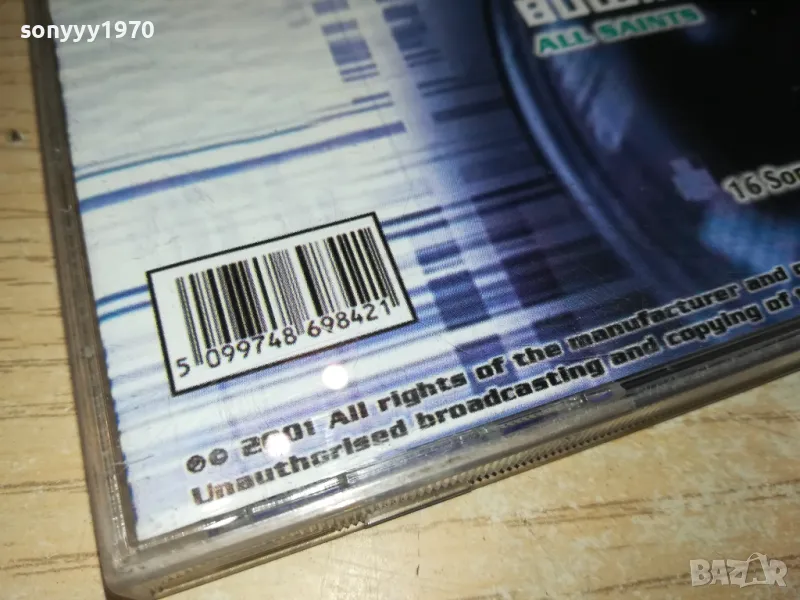 sonyyy1970
ALL SAINTS
16
5 099748 698421
℗© 2001 All rights of the manufacturer and
Unauthorised broadcasting and copying of
BAZAR